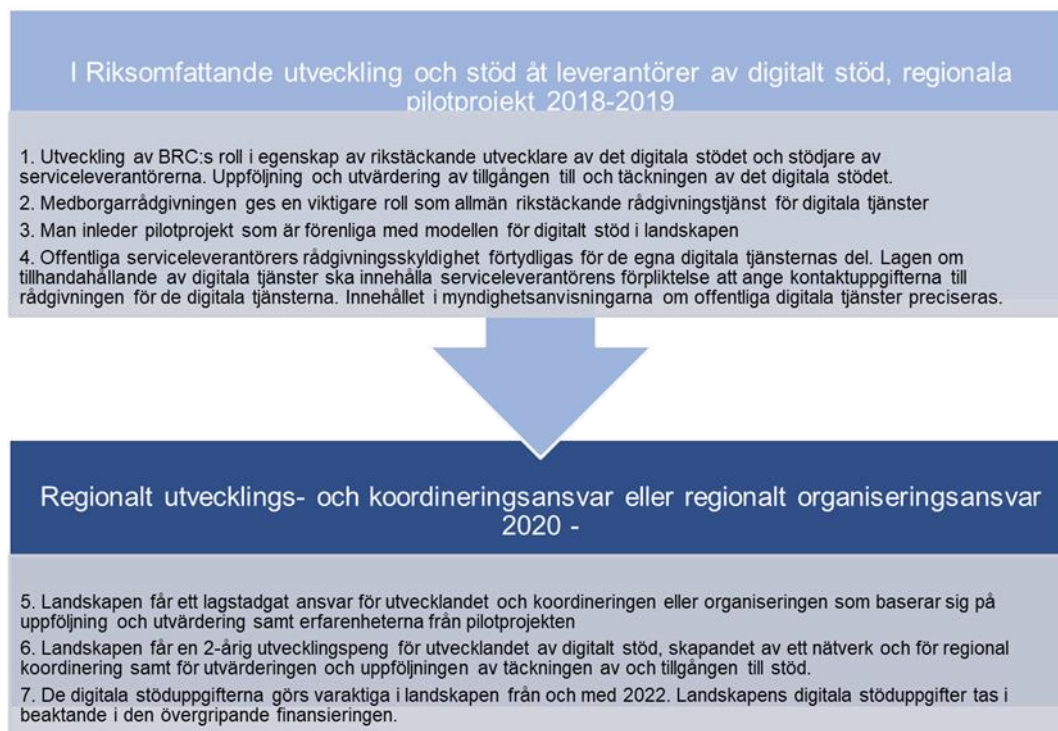 I Riksomfattande utveckling och stöd åt leverantörer av digitalt stöd, regionala
pilotprojekt 2018-2019
1. Utveckling av BRC:s roll i egenskap av rikstäckande utvecklare av det digitala stödet och stödjare av
serviceleverantörerna. Uppföljning och utvärdering av tillgången till och täckningen av det digitala stödet.
2. Medborgarrådgivningen ges en viktigare roll som allmän rikstäckande rådgivningstjänst för digitala tjänster
3. Man inleder pilotprojekt som är förenliga med modellen för digitalt stöd i landskapen
4. Offentliga serviceleverantörers rådgivningsskyldighet förtydligas för de egna digitala tjänsternas del. Lagen om
tillhandahållande av digitala tjänster ska innehålla serviceleverantörens förpliktelse att ange kontaktuppgifterna till
rådgivningen för de digitala tjänsterna. Innehållet i myndighetsanvisningarna om offentliga digitala tjänster preciseras.
Regionalt utvecklings- och koordineringsansvar eller regionalt organiseringsansvar
2020 -
5. Landskapen får ett lagstadgat ansvar för utvecklandet och koordineringen eller organiseringen som baserar sig på
uppföljning och utvärdering samt erfarenheterna från pilotprojekten
6. Landskapen får en 2-årig utvecklingspeng för utvecklandet av digitalt stöd, skapandet av ett nätverk och för regional
koordinering samt för utvärderingen och uppföljningen av täckningen av och tillgången till stöd.
7. De digitala stöduppgifterna görs varaktiga i landskapen från och med 2022. Landskapens digitala stöduppgifter tas i
beaktande i den övergripande finansieringen.